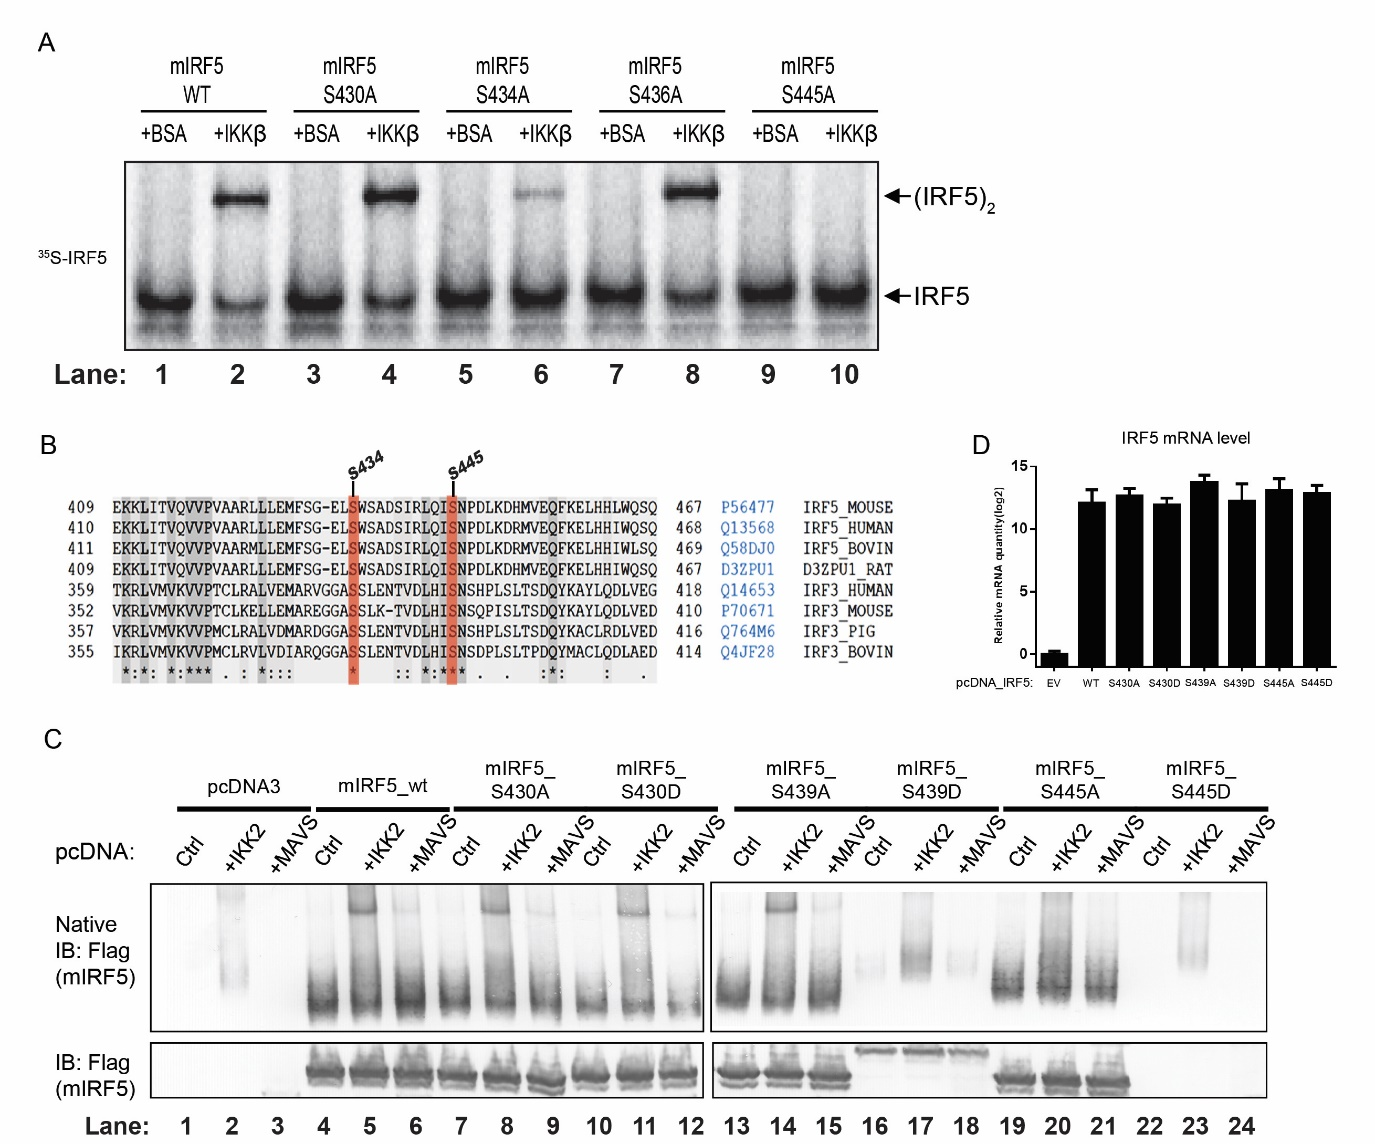 A
mIRF5 WT
mIRF5 S430A
mIRF5 S434A
mIRF5 S436A
mIRF5 S445A
+BSA +IKKβ +BSA +IKKβ +BSA +IKKβ +BSA +IKKβ +BSA +IKKβ
(IRF5)2
35S-IRF5
IRF5
Lane: 1 2 3 4 5 6 7 8 9 10
B
S434 S445
409 EKKLITVQVVPVAARLLLEMFSG-ELSWSADSIRLQISNPDLKDHMVEQFKELHHLWQSQ 467 P56477 IRF5_MOUSE
410 EKKLITVQVVPVAARLLLEMFSG-ELSWSADSIRLQISNPDLKDRMVEQFKELHHIWQSQ 468 Q13568 IRF5_HUMAN
411 EKKLITVQVVPVAARMLLEMFSG-ELSWSADSIRLQISNPDLKDRMVEQFKELHHIWLSQ 469 Q58DJ0 IRF5_BOVIN
409 EKKLITVQVVPVAARLLLEMFSG-ELSWSADSIRLQISNPDLKDHMVEQFKELHHIWQSQ 467 D3ZPU1 D3ZPU1_RAT
359 TKRLVMVKVVPTCLRALVEMARVGGASSLENTVDLHISNSHPLSLTSDQYKAYLQDLVEG 418 Q14653 IRF3_HUMAN
352 VKRLVMVKVVPTCLKELLEMAREGGASSLK-TVDLHISNSQPISLTSDQYKAYLQDLVED 410 P70671 IRF3_MOUSE
357 VKRLVMVKVVPMCLRALVDMARDGGASSLENTVDLHISNSHPLSLTSDQYKACLRDLVED 416 Q764M6 IRF3_PIG
355 IKRLVMVKVVPMCLRVLVDIARQGGASSLENTVDLHISNSDPLSLTPDQYMACLQDLAED 414 Q4JF28 IRF3_BOVIN
*:*: *:*** . : *::: * :: *:*** . . :*: : .
D
IRF5 mRNA level
Relative mRNA quantity(log2)
15
10
5
0
pcDNA_IRF5: EV WT S430A S430D S439A S439D S445A S445D
C
pcDNA3
mIRF5_wt
mIRF5_ S430A
mIRF5_ S430D
mIRF5_ S439A
mIRF5_ S439D
mIRF5_ S445A
mIRF5_ S445D
pcDNA: Ctrl +IKK2 +MAVS Ctrl +IKK2 +MAVS Ctrl +IKK2 +MAVS Ctrl +IKK2 +MAVS Ctrl +IKK2 +MAVS Ctrl +IKK2 +MAVS Ctrl +IKK2 +MAVS Ctrl +IKK2 +MAVS
Native
IB: Flag
(mIRF5)
IB: Flag
(mIRF5)
Lane: 1 2 3 4 5 6 7 8 9 10 11 12 13 14 15 16 17 18 19 20 21 22 23 24